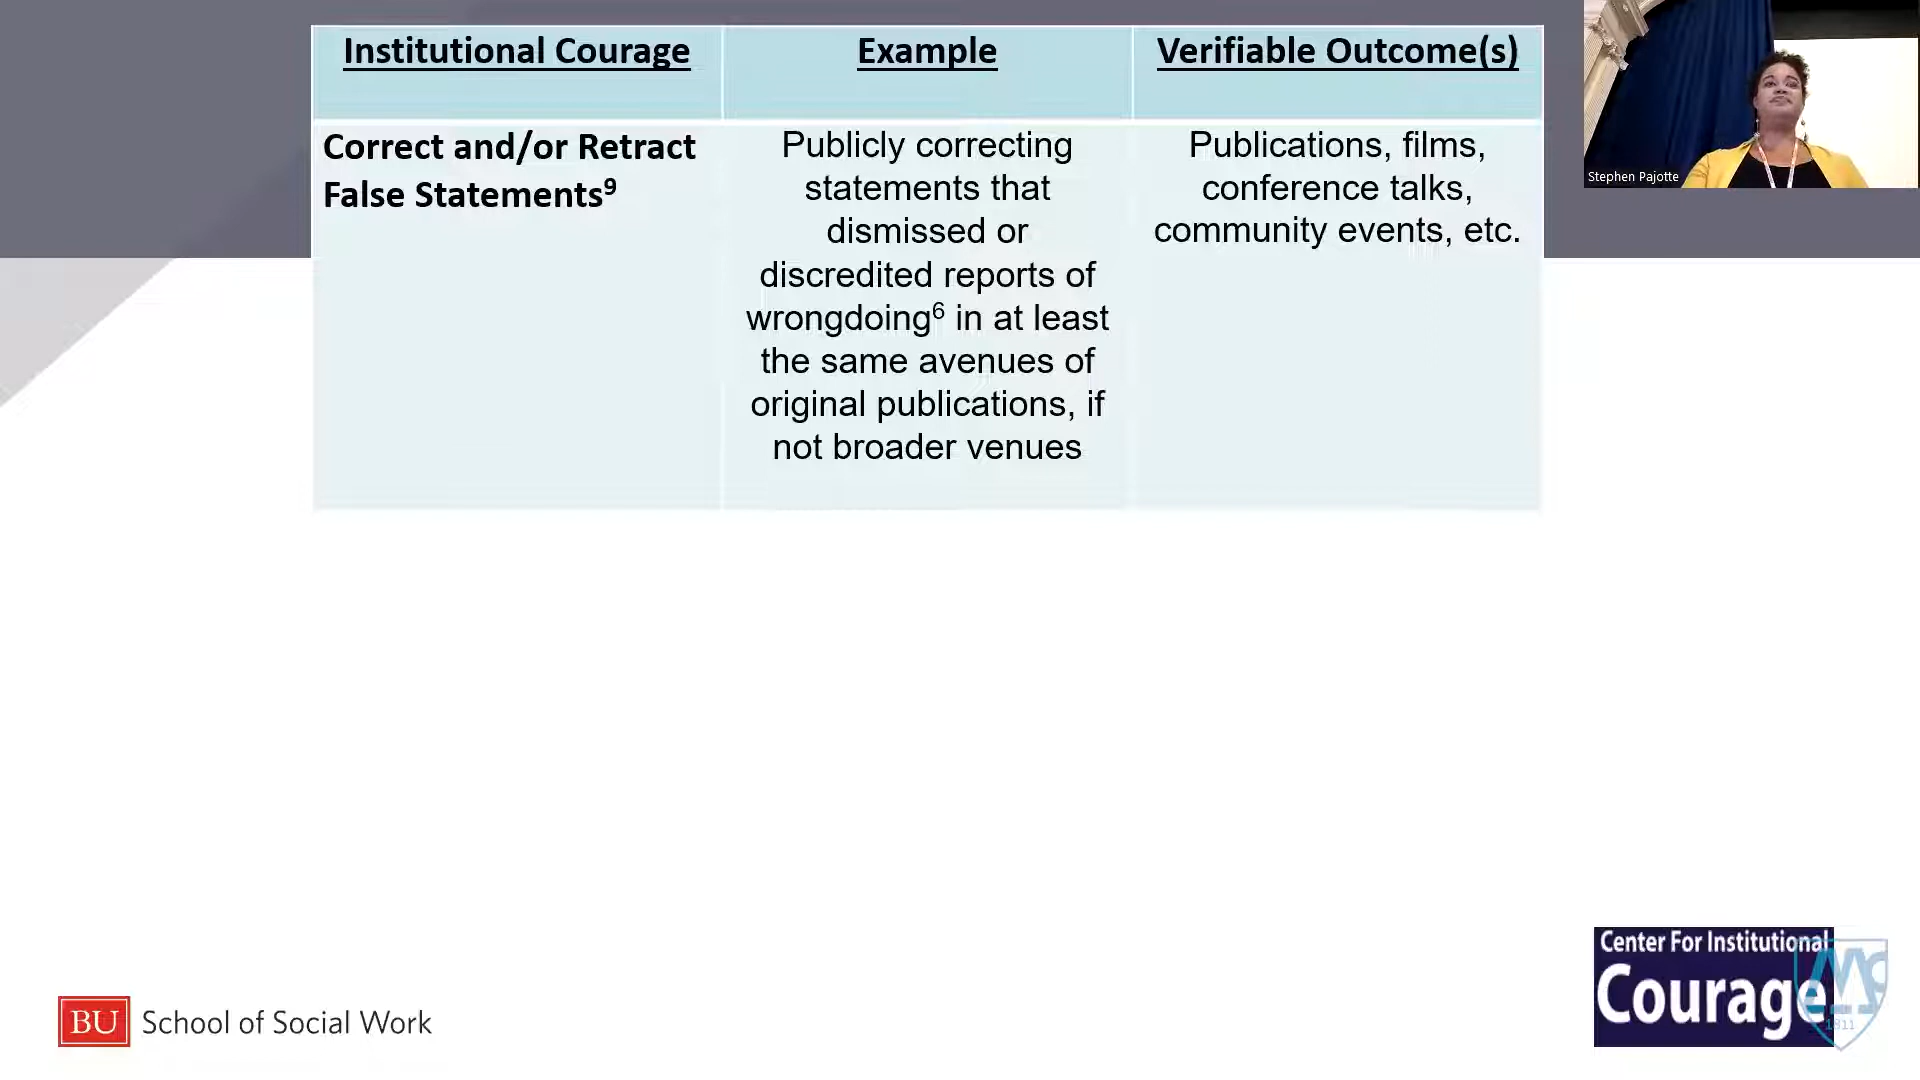 Institutional Courage
Example
Verifiable Outcome(s)
Correct and/or Retract
False Statements⁹
Publicly correcting
statements that
dismissed or
discredited reports of
wrongdoing⁶ in at least
the same avenues of
original publications, if
not broader venues
Publications, films,
conference talks,
community events, etc.
Stephen Pajotte
BU School of Social Work
Center For Institutional
Courage
1811